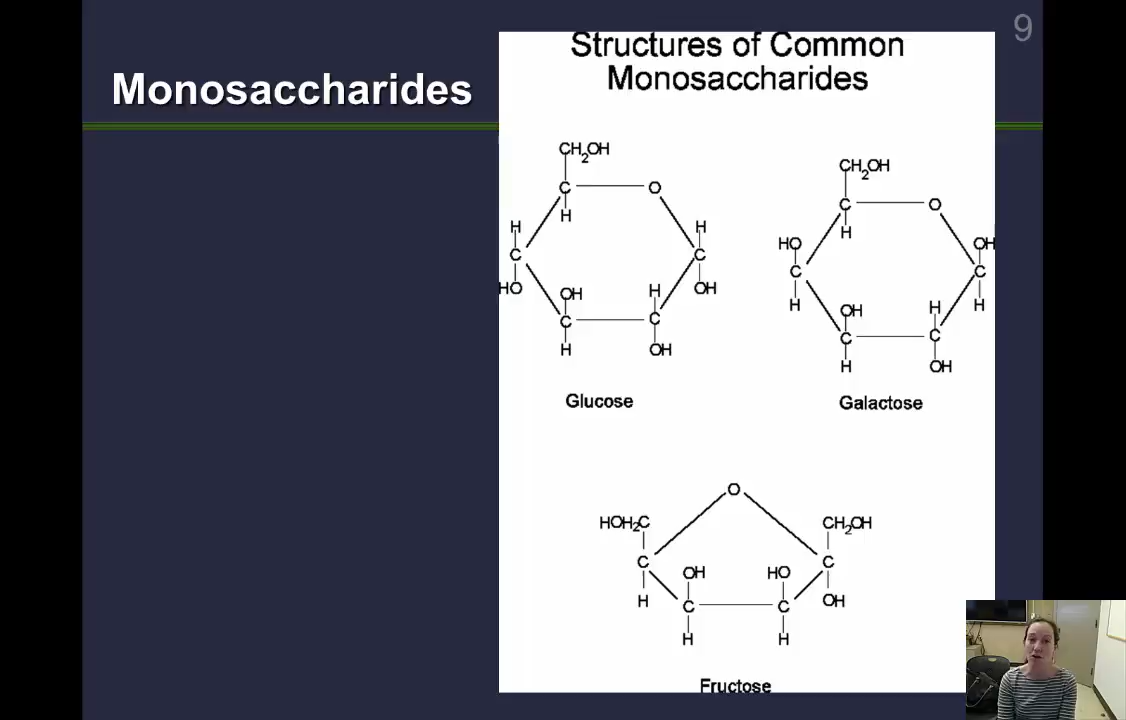 9
Monosaccharides
Structures of Common
Monosaccharides
CH2OH
C O
H
H H
C C
HO OH
OH H
C C
H OH
Glucose
CH2OH
C O
H
HO OH
C C
H H
OH H
C C
H OH
Galactose
O
HOH2C CH2OH
C C
OH HO
H OH
C C
H H
Fructose